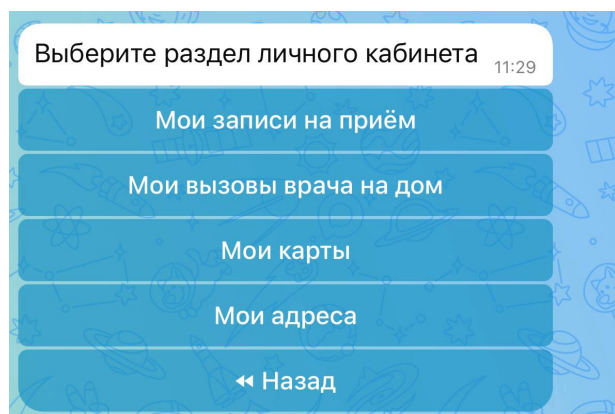 Выберите раздел личного кабинета
11:29
Мои записи на приём
Мои вызовы врача на дом
Мои карты
Мои адреса
⏪ Назад